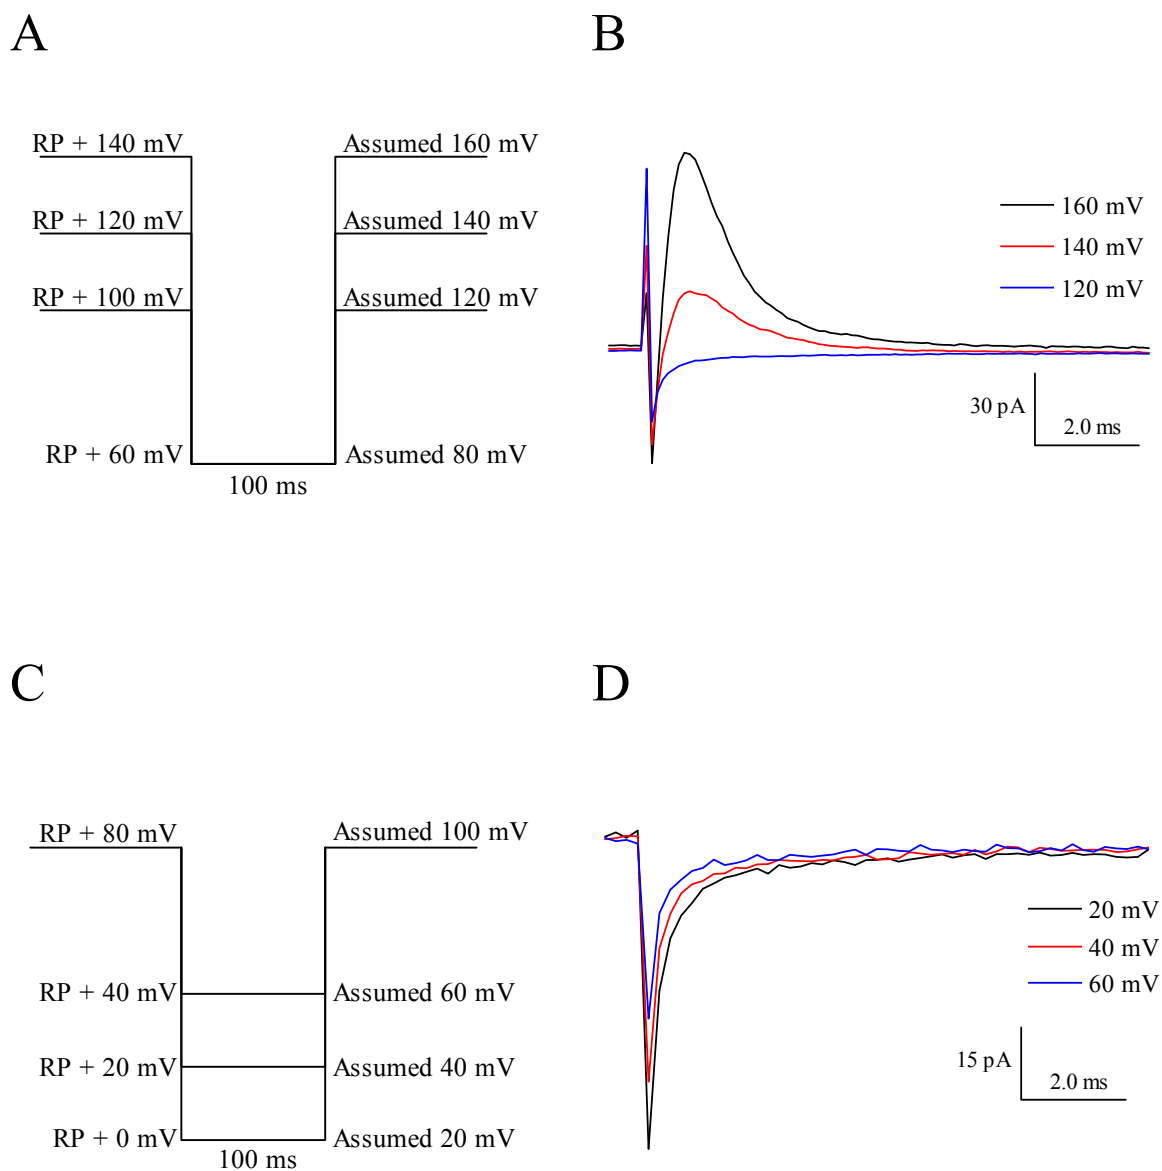 A
RP + 140 mV
Assumed 160 mV
RP + 120 mV
Assumed 140 mV
RP + 100 mV
Assumed 120 mV
RP + 60 mV
Assumed 80 mV
100 ms
B
160 mV
140 mV
120 mV
30 pA
2.0 ms
C
RP + 80 mV
Assumed 100 mV
RP + 40 mV
Assumed 60 mV
RP + 20 mV
Assumed 40 mV
RP + 0 mV
Assumed 20 mV
100 ms
D
20 mV
40 mV
60 mV
15 pA
2.0 ms